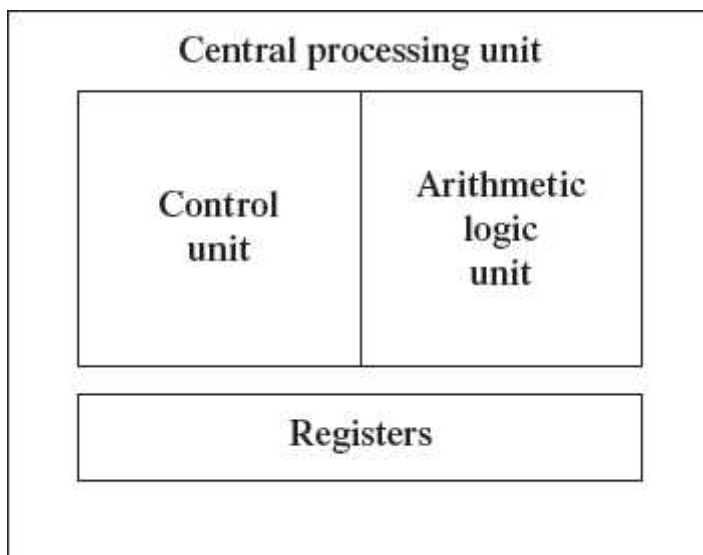 Central processing unit
Control
unit
Arithmetic
logic
unit
Registers